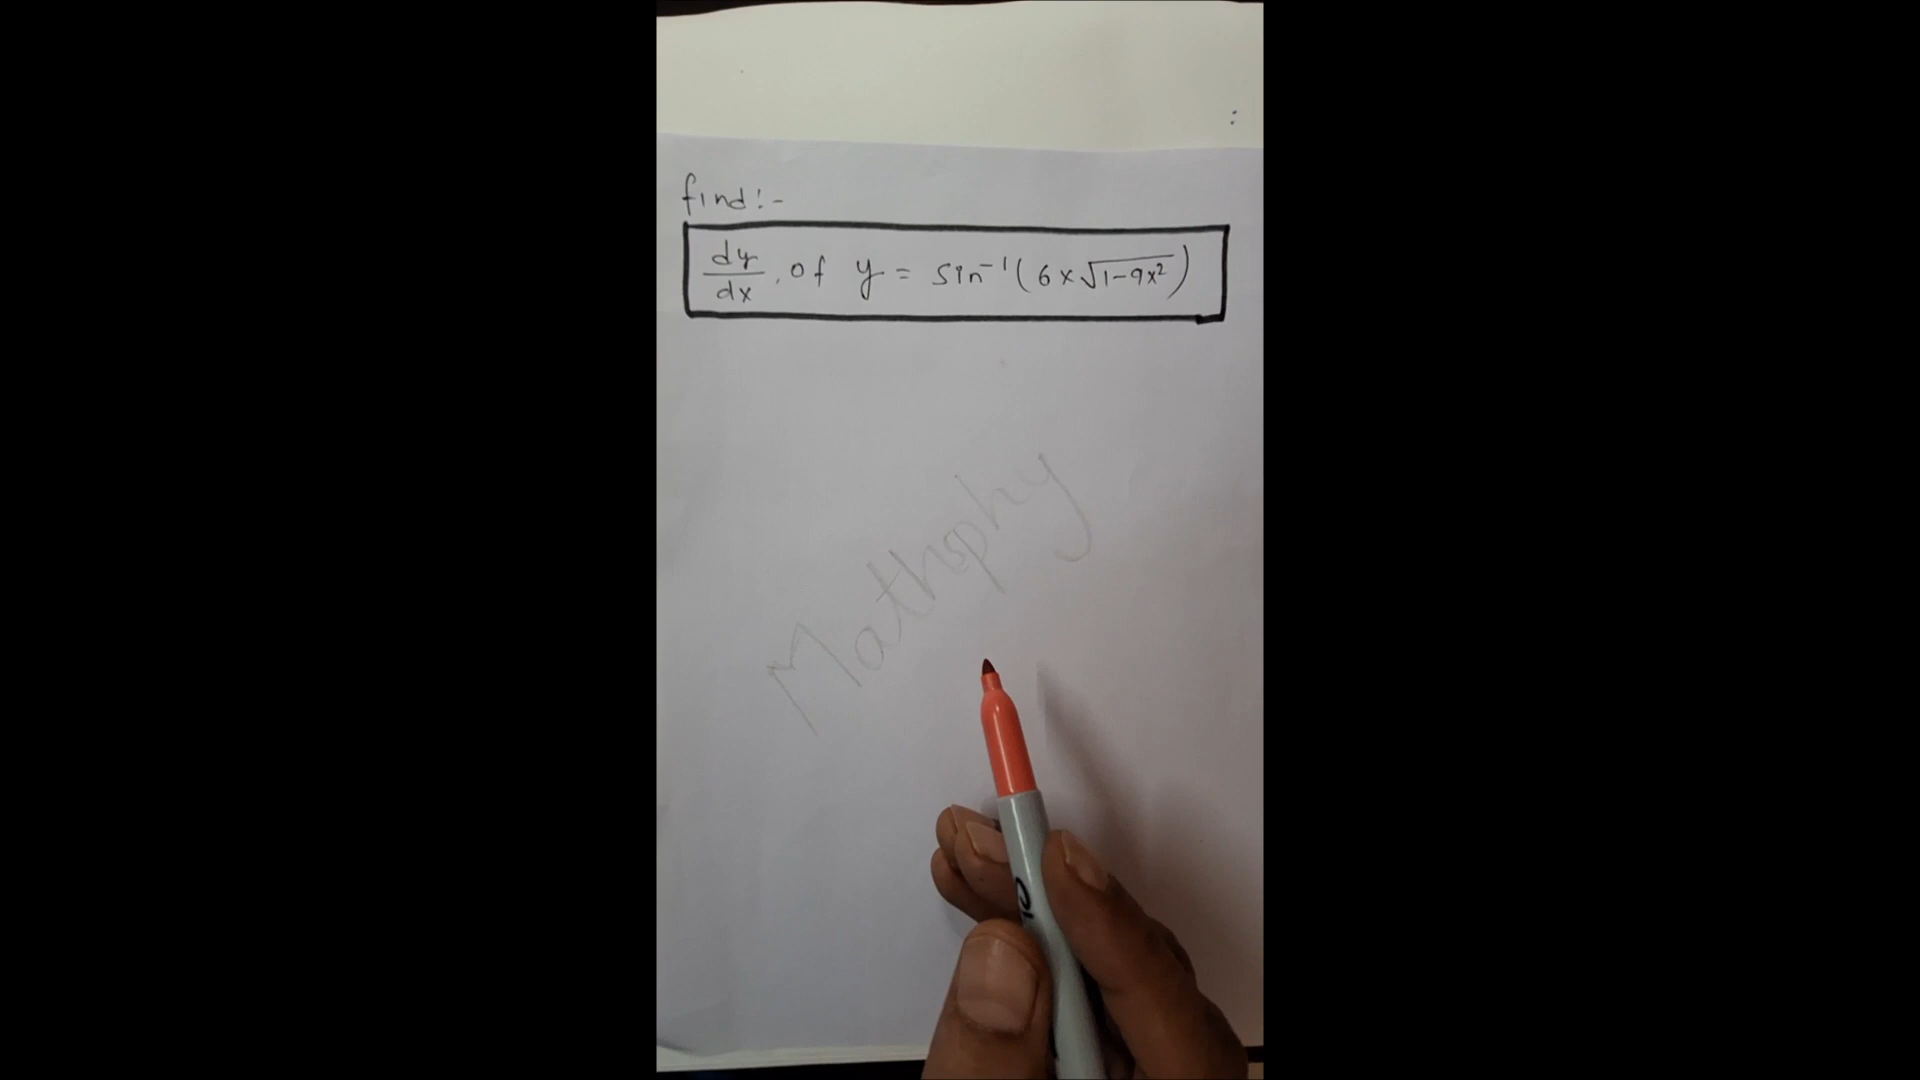 find:-
dy/dx, of y = sin⁻¹(6x√1-9x²)
Mathsphy